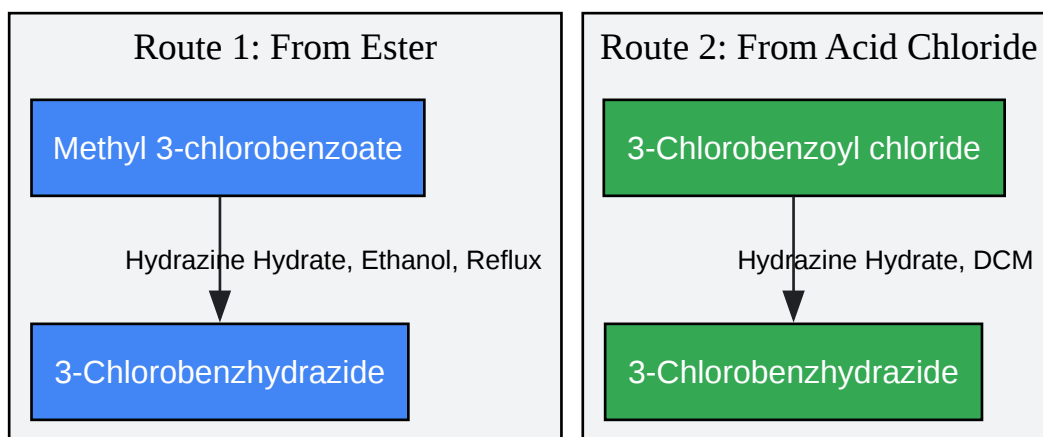 Route 1: From Ester
Methyl 3-chlorobenzoate
Hydrazine Hydrate, Ethanol, Reflux
3-Chlorobenzhydrazide
Route 2: From Acid Chloride
3-Chlorobenzoyl chloride
Hydrazine Hydrate, DCM
3-Chlorobenzhydrazide